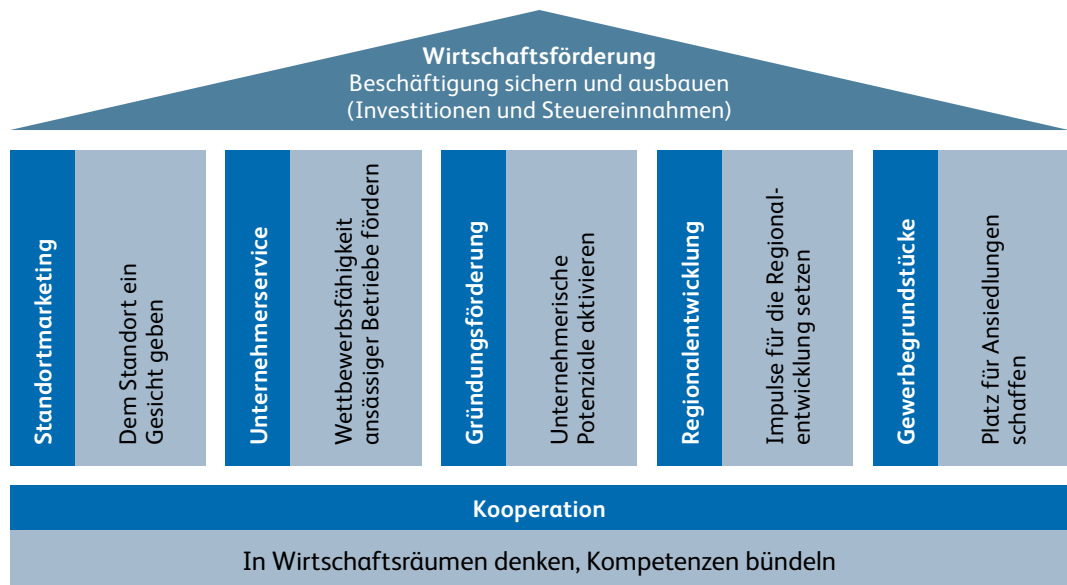 Wirtschaftsförderung
Beschäftigung sichern und ausbauen
(Investitionen und Steuereinnahmen)
Standortmarketing
Dem Standort ein
Gesicht geben
Unternehmerservice
Wettbewerbsfähigkeit
ansässiger Betriebe fördern
Gründungsförderung
Unternehmerische
Potenziale aktivieren
Regionalentwicklung
Impulse für die Regional-
entwicklung setzen
Gewerbegrundstücke
Platz für Ansiedlungen
schaffen
Kooperation
In Wirtschaftsräumen denken, Kompetenzen bündeln